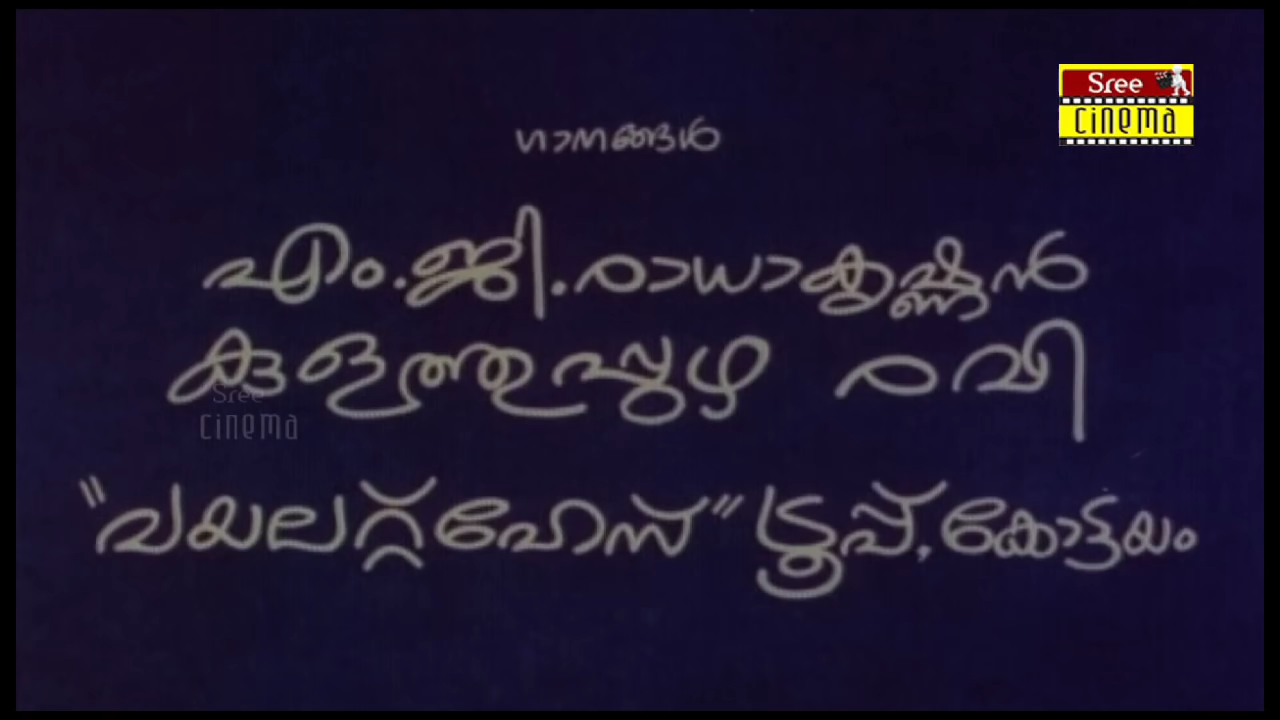 Sree
cinema
ഗാനങ്ങൾ
എം.ജി.രാധാകൃഷ്ണൻ
കുളത്തുപ്പുഴ രവി
Sree
cinema
"വയലറ്റ്ഹേസ്" ട്രൂപ്പ്, കോട്ടയം